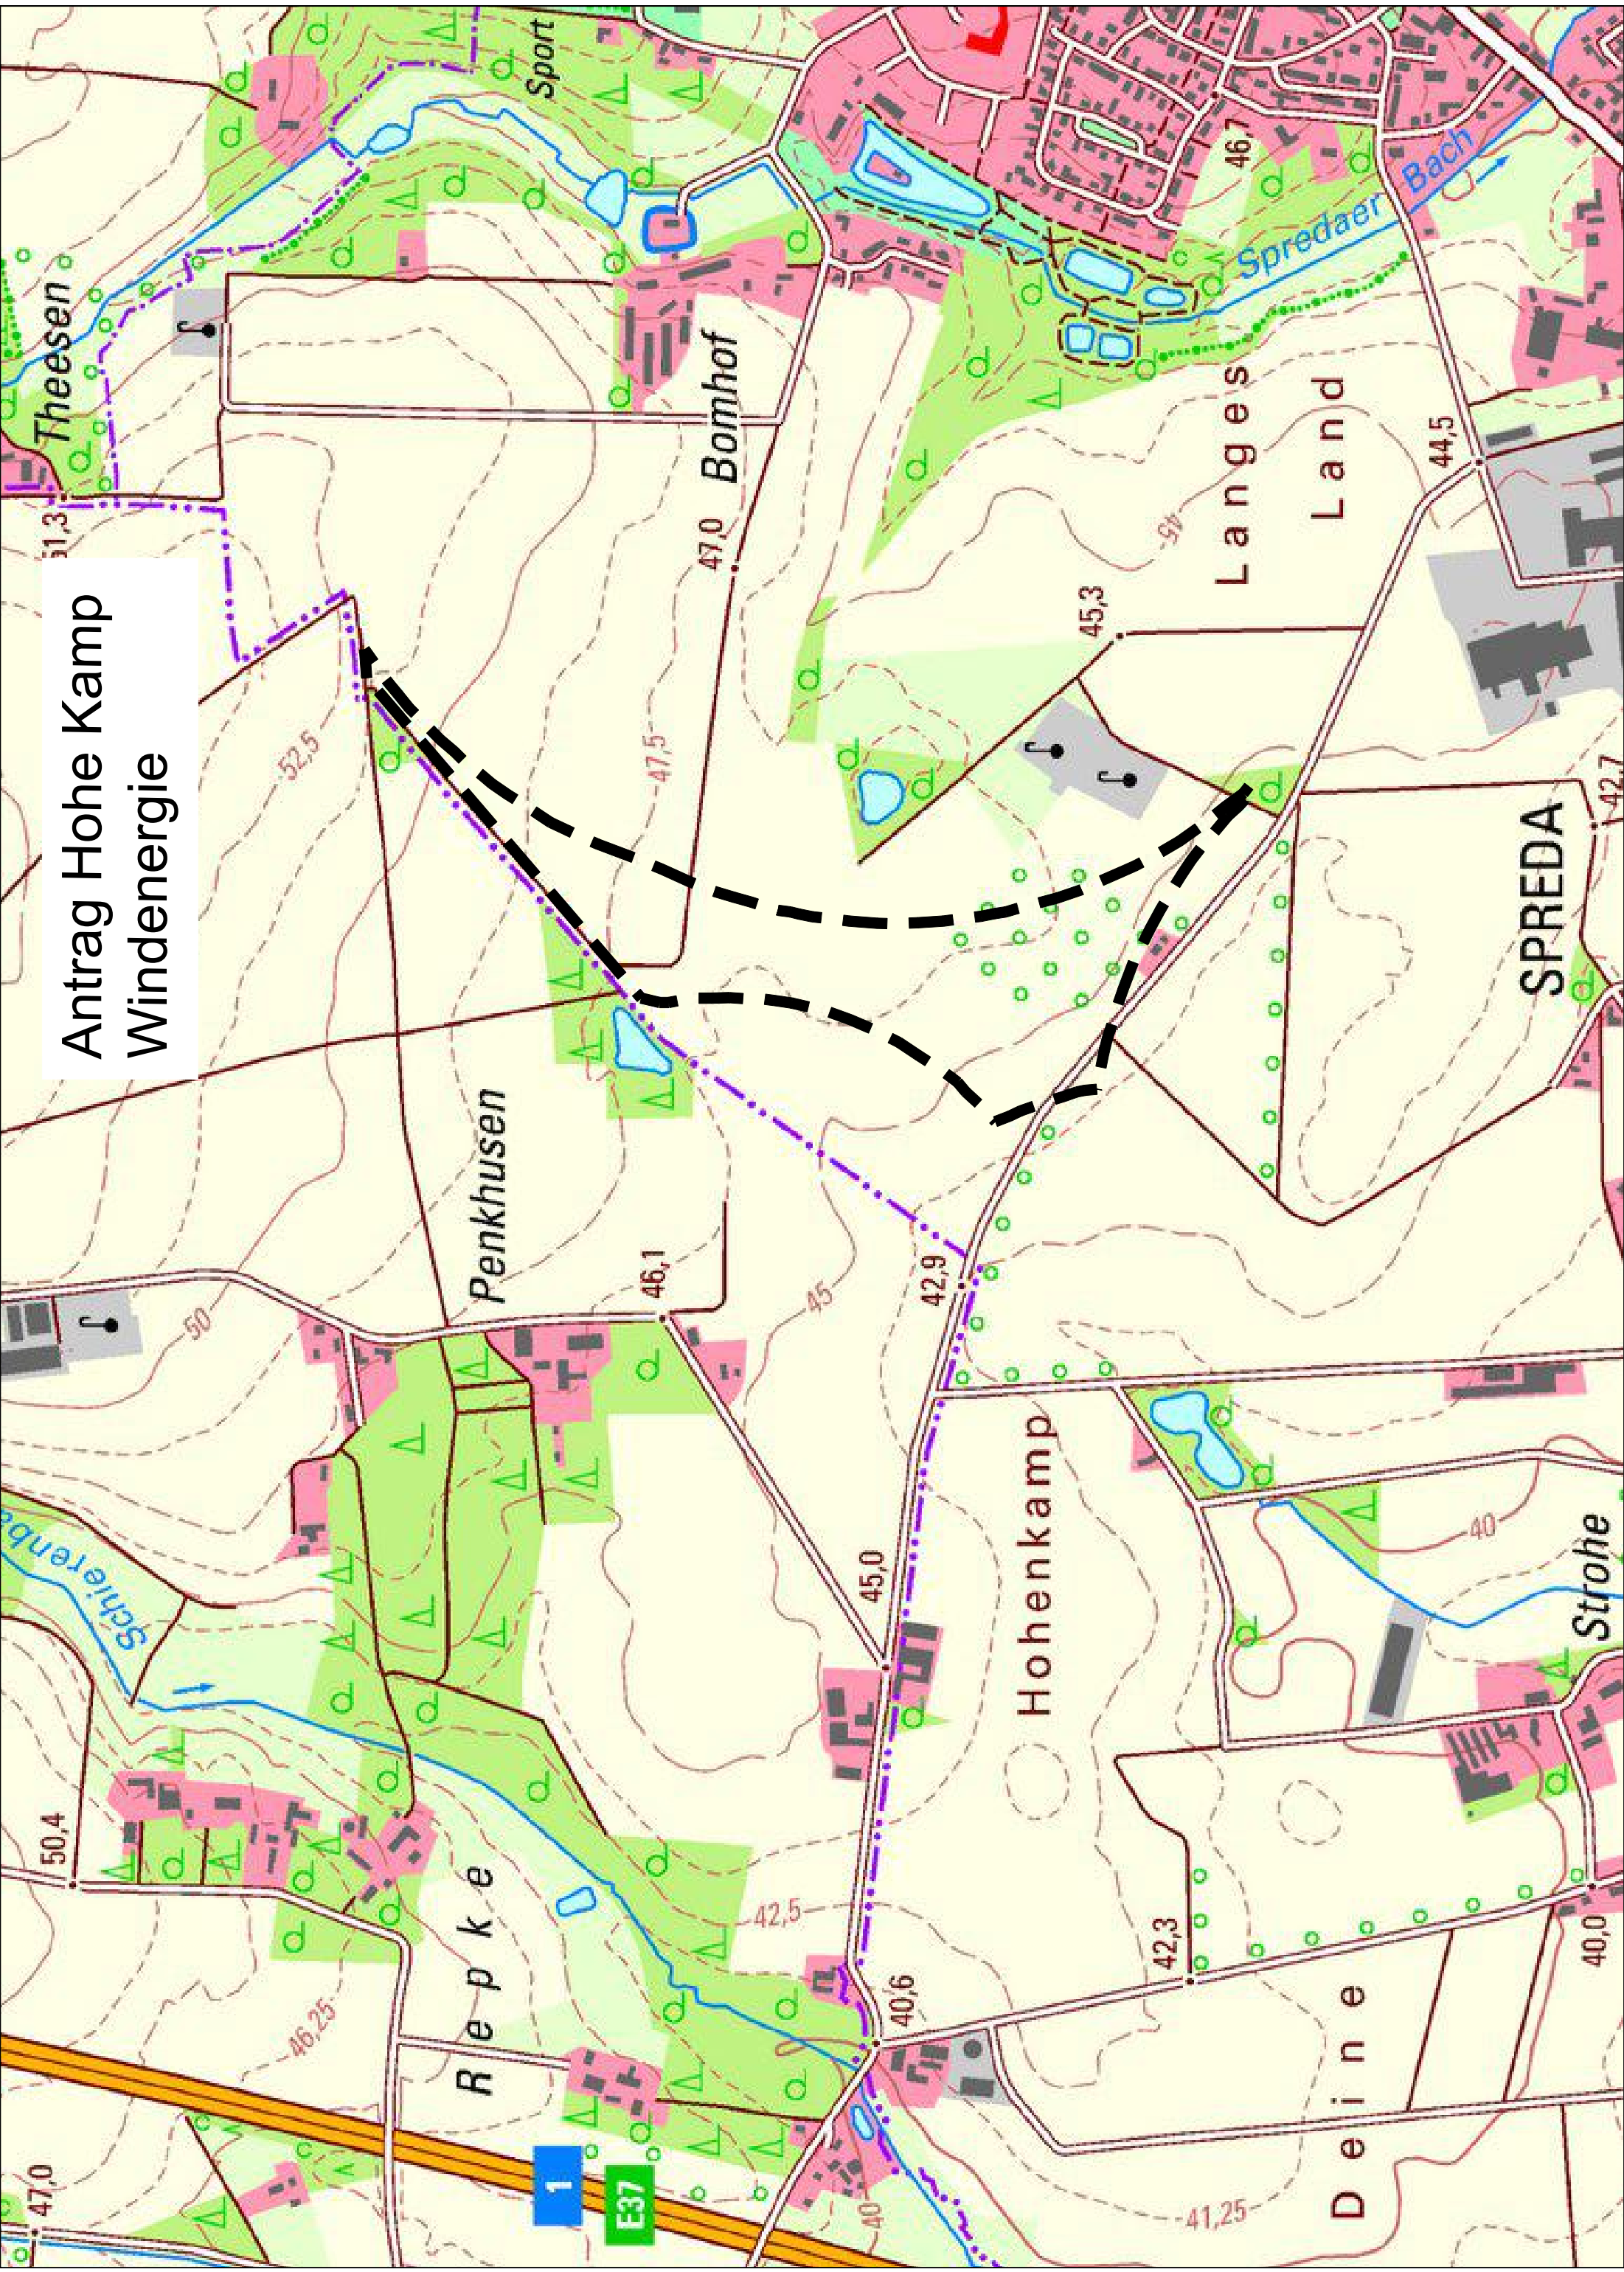 Antrag Hohe Kamp
Windenergie
47,0
50,4
Schierenba
50
51,3
Theesen
46,25
52,5
Repke
Penkhusen
Sport
1
E37
46,1
47,5
47,0
Bomhof
42,5
45
40
45,0
40,6
42,9
Hohenkamp
45,3
42,3
45
41,25
Langes
Land
46,7
Spredaer Bach
Deine
40
44,5
SPREDA
40,0
Strohe
42,7